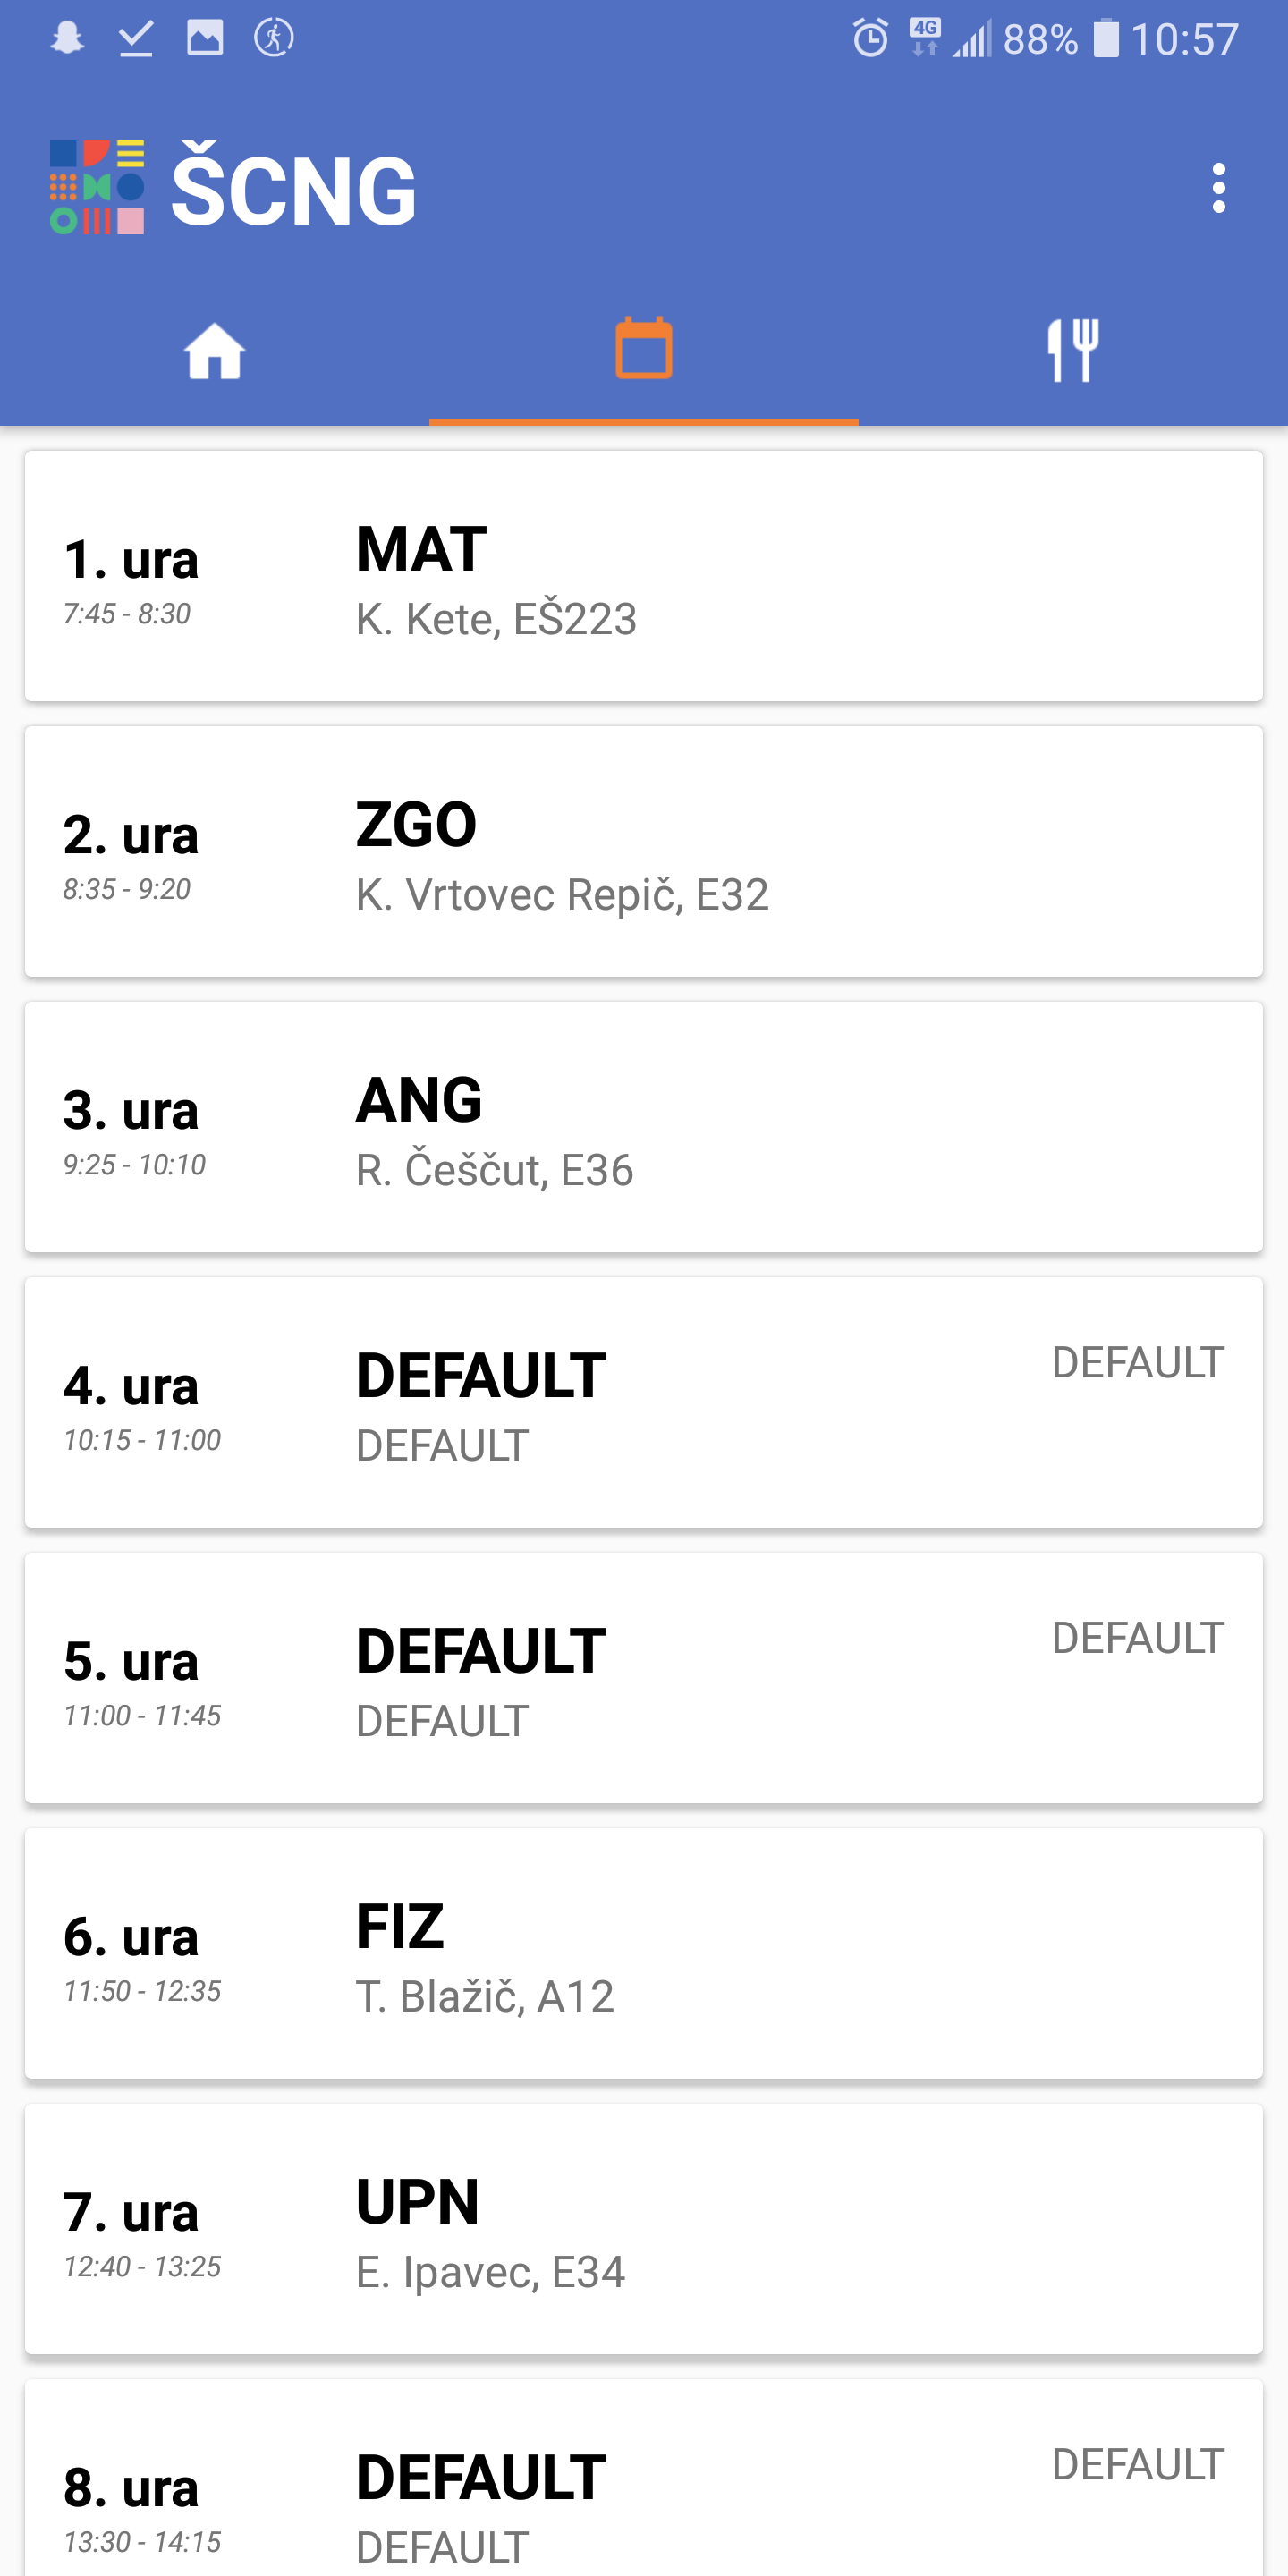 4G 88% 10:57
ŠCNG
1. ura
7:45 - 8:30
MAT
K. Kete, EŠ223
2. ura
8:35 - 9:20
ZGO
K. Vrtovec Repič, E32
3. ura
9:25 - 10:10
ANG
R. Češčut, E36
4. ura
10:15 - 11:00
DEFAULT
DEFAULT
DEFAULT
5. ura
11:00 - 11:45
DEFAULT
DEFAULT
DEFAULT
6. ura
11:50 - 12:35
FIZ
T. Blažič, A12
7. ura
12:40 - 13:25
UPN
E. Ipavec, E34
8. ura
13:30 - 14:15
DEFAULT
DEFAULT
DEFAULT